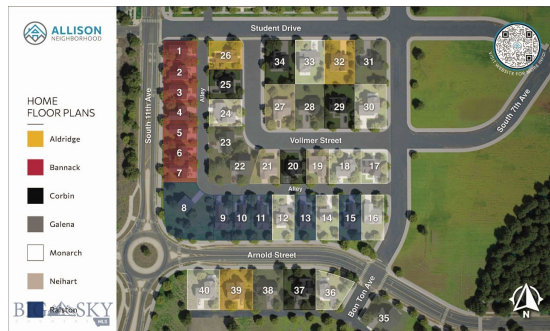 ALLISON
NEIGHBORHOOD
HOME
FLOOR PLANS
Aldridge
Bannack
Corbin
Galena
Monarch
Neihart
Ralston
BIG SKY
MLS
Student Drive
South 11th Ave
Alley
South 7th Ave
Vollmer Street
Alley
Arnold Street
Bon Ton Ave
1
2
3
4
5
6
7
8
26
25
24
23
34 33 32 31
27 28 29 30
22 21 20 19 18 17
9 10 11 12 13 14 15 16
40 39 38 37 36
35
N